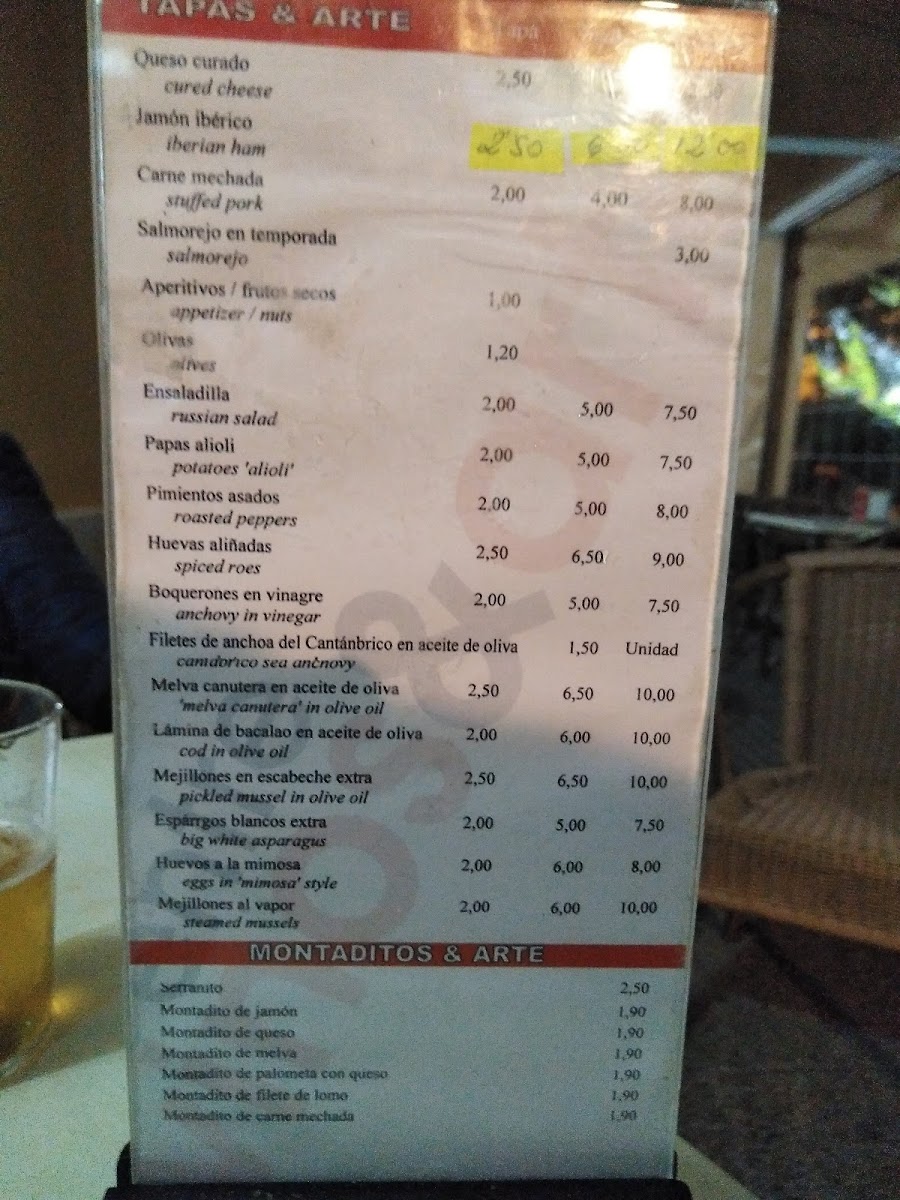 TAPAS & ARTE Tapa
Queso curado 2,50
cured cheese
Jamón ibérico
iberian ham 2'50 12'00
Carne mechada 2,00 4,00 8,00
stuffed pork
Salmorejo en temporada 3,00
salmorejo
Aperitivos / frutos secos 1,00
appetizer / nuts
Olivas 1,20
olives
Ensaladilla 2,00 5,00 7,50
russian salad
Papas alioli 2,00 5,00 7,50
potatoes 'alioli'
Pimientos asados 2,00 5,00 8,00
roasted peppers
Huevas aliñadas 2,50 6,50 9,00
spiced roes
Boquerones en vinagre 2,00 5,00 7,50
anchovy in vinegar
Filetes de anchoa del Cantánbrico en aceite de oliva 1,50 Unidad
sea
Melva canutera en aceite de oliva 2,50 6,50 10,00
'melva canutera' in olive oil
Lámina de bacalao en aceite de oliva 2,00 6,00 10,00
cod in olive oil
Mejillones en escabeche extra 2,50 6,50 10,00
pickled mussel in olive oil
Espárrgos blancos extra 2,00 5,00 7,50
big white asparagus
Huevos a la mimosa 2,00 6,00 8,00
eggs in 'mimosa' style
Mejillones al vapor 2,00 6,00 10,00
steamed mussels
MONTADITOS & ARTE
Serranito 2,50
Montadito de jamón 1,90
Montadito de queso 1,90
Montadito de melva 1,90
Montadito de palometa con queso 1,90
Montadito de filete de lomo 1,90
Montadito de carne mechada 1,90